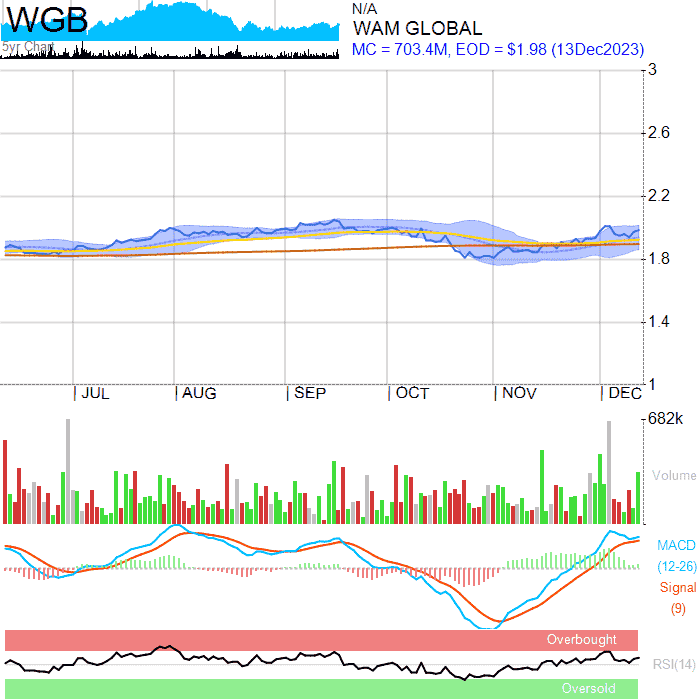 WGB
5yr Chart
N/A
WAM GLOBAL
MC = 703.4M, EOD = $1.98 (13Dec2023)
3
2.6
2.2
1.8
1.4
1
JUL AUG SEP OCT NOV DEC
682k
Volume
MACD
(12-26)
Signal
(9)
Overbought
RSI(14)
Oversold